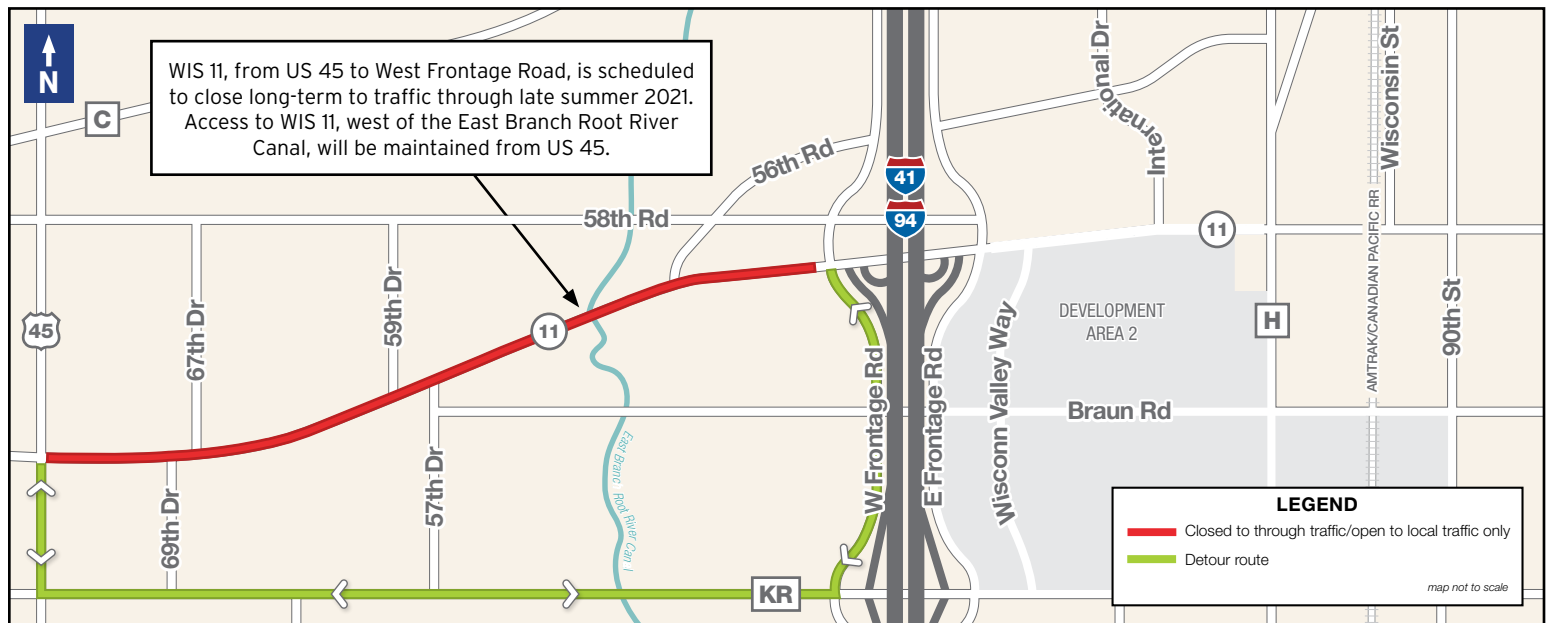 N
C
WIS 11, from US 45 to West Frontage Road, is scheduled
to close long-term to traffic through late summer 2021.
Access to WIS 11, west of the East Branch Root River
Canal, will be maintained from US 45.
56th Rd
International Dr
Wisconsin St
41
94
58th Rd
11
45
67th Dr
59th Dr
11
W Frontage Rd
E Frontage Rd
Wisconn Valley Way
DEVELOPMENT
AREA 2
H
AMTRAK/CANADIAN PACIFIC RR
90th St
Braun Rd
69th Dr
57th Dr
East Branc Root River Can l
KR
LEGEND
Closed to through traffic/open to local traffic only
Detour route
map not to scale